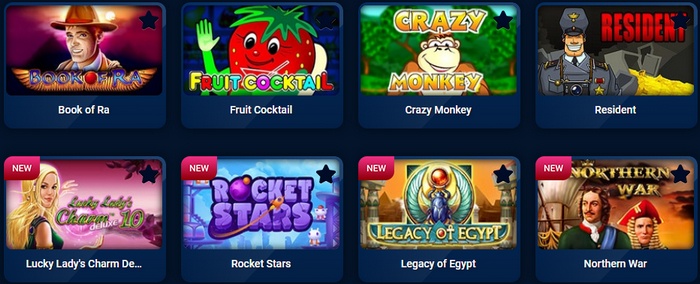 BOOK OF RA
FRUIT COCKTAIL
CRAZY
MONKEY
RESIDENT
Book of Ra
Fruit Cocktail
Crazy Monkey
Resident
NEW
Lucky Lady's
Charm
deluxe 10
NEW
ROCKET
STARS
NEW
LEGACY OF EGYPT
NEW
NORTHERN
WAR
Lucky Lady's Charm De...
Rocket Stars
Legacy of Egypt
Northern War